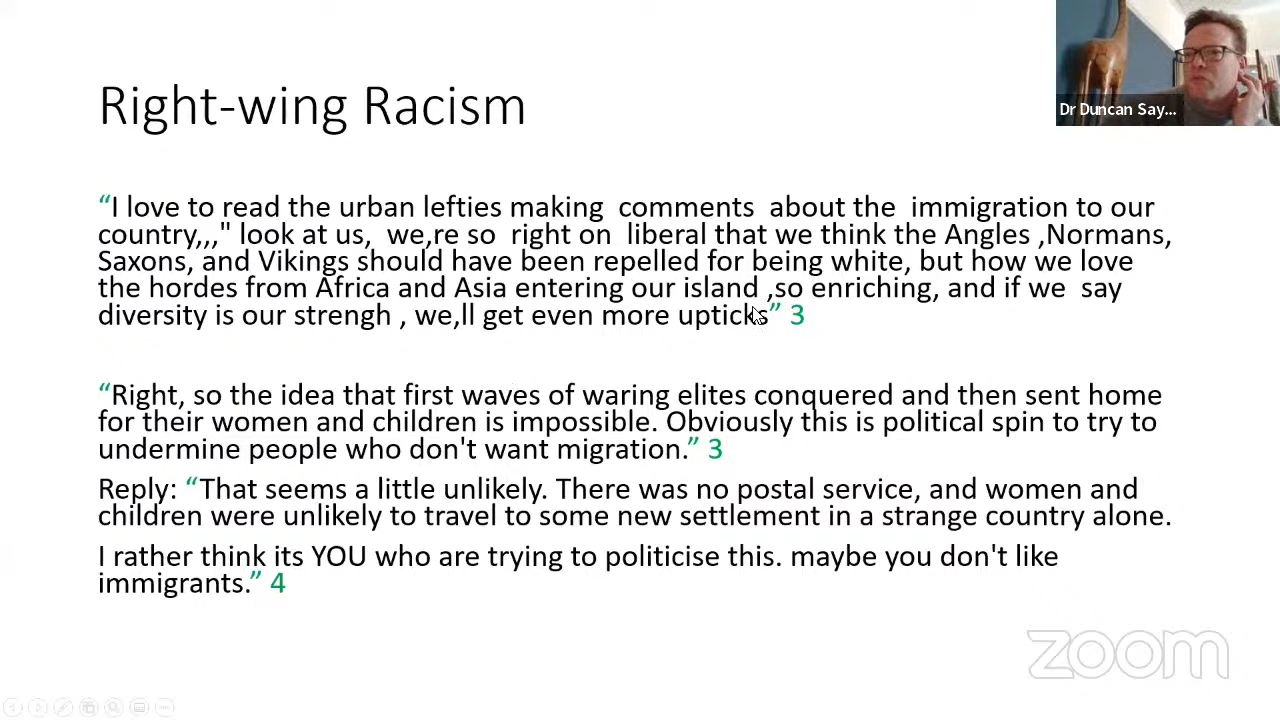 Dr Duncan Say...
Right-wing Racism
“I love to read the urban lefties making comments about the immigration to our
country,,," look at us, we,re so right on liberal that we think the Angles ,Normans,
Saxons, and Vikings should have been repelled for being white, but how we love
the hordes from Africa and Asia entering our island ,so enriching, and if we say
diversity is our strengh , we,ll get even more upticks” 3
“Right, so the idea that first waves of waring elites conquered and then sent home
for their women and children is impossible. Obviously this is political spin to try to
undermine people who don't want migration.” 3
Reply: “That seems a little unlikely. There was no postal service, and women and
children were unlikely to travel to some new settlement in a strange country alone.
I rather think its YOU who are trying to politicise this. maybe you don't like
immigrants.” 4
zoom